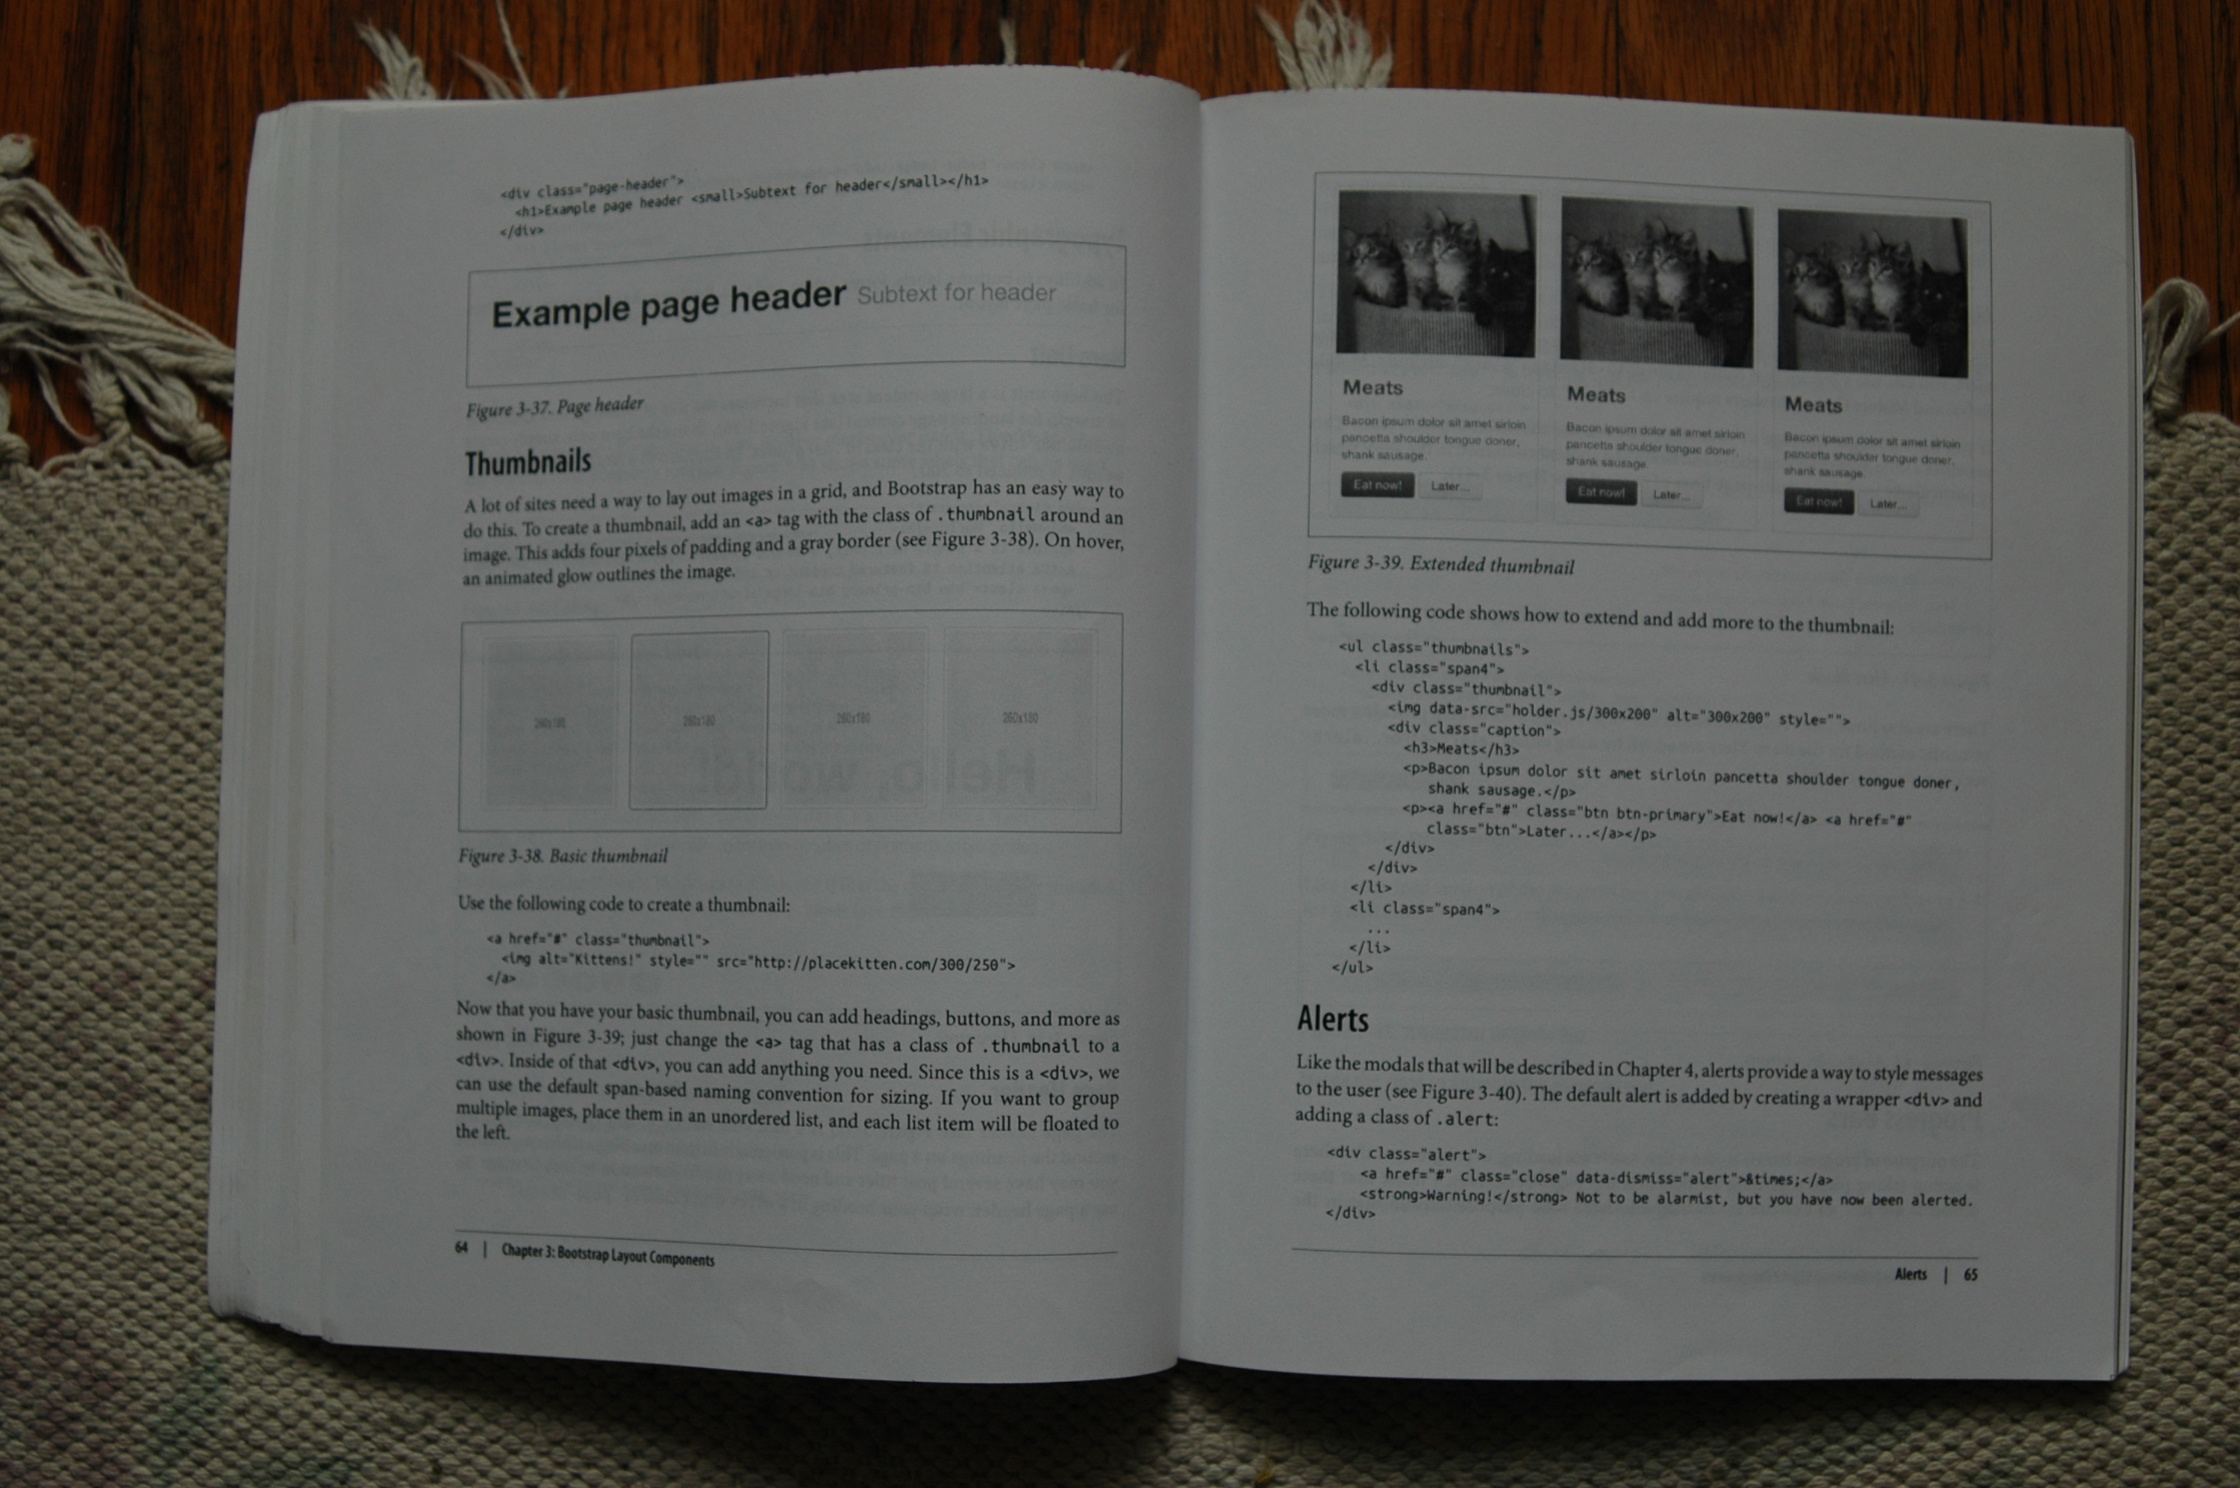 <div class="page-header">
<h1>Example page header <small>Subtext for header</small></h1>
</div>
Example page header Subtext for header
Figure 3-37. Page header
Thumbnails
A lot of sites need a way to lay out images in a grid, and Bootstrap has an easy way to
do this. To create a thumbnail, add an <a> tag with the class of .thumbnail around an
image. This adds four pixels of padding and a gray border (see Figure 3-38). On hover,
an animated glow outlines the image.
260x180 260x180 260x180 260x180
Figure 3-38. Basic thumbnail
Use the following code to create a thumbnail:
<a href="#" class="thumbnail">
<img alt="Kittens!" style="" src="http://placekitten.com/300/250">
</a>
Now that you have your basic thumbnail, you can add headings, buttons, and more as
shown in Figure 3-39; just change the <a> tag that has a class of .thumbnail to a
<div>. Inside of that <div>, you can add anything you need. Since this is a <div>, we
can use the default span-based naming convention for sizing. If you want to group
multiple images, place them in an unordered list, and each list item will be floated to
the left.
64 | Chapter 3: Bootstrap Layout Components
Meats
Bacon ipsum dolor sit amet sirloin
pancetta shoulder tongue doner,
shank sausage.
Eat now! Later...
Meats
Bacon ipsum dolor sit amet sirloin
pancetta shoulder tongue doner,
shank sausage.
Eat now! Later...
Meats
Bacon ipsum dolor sit amet sirloin
pancetta shoulder tongue doner,
shank sausage.
Eat now! Later...
Figure 3-39. Extended thumbnail
The following code shows how to extend and add more to the thumbnail:
<ul class="thumbnails">
<li class="span4">
<div class="thumbnail">
<img data-src="holder.js/300x200" alt="300x200" style="">
<div class="caption">
<h3>Meats</h3>
<p>Bacon ipsum dolor sit amet sirloin pancetta shoulder tongue doner,
shank sausage.</p>
<p><a href="#" class="btn btn-primary">Eat now!</a> <a href="#"
class="btn">Later...</a></p>
</div>
</div>
</li>
<li class="span4">
...
</li>
</ul>
Alerts
Like the modals that will be described in Chapter 4, alerts provide a way to style messages
to the user (see Figure 3-40). The default alert is added by creating a wrapper <div> and
adding a class of .alert:
<div class="alert">
<a href="#" class="close" data-dismiss="alert">&times;</a>
<strong>Warning!</strong> Not to be alarmist, but you have now been alerted.
</div>
Alerts | 65